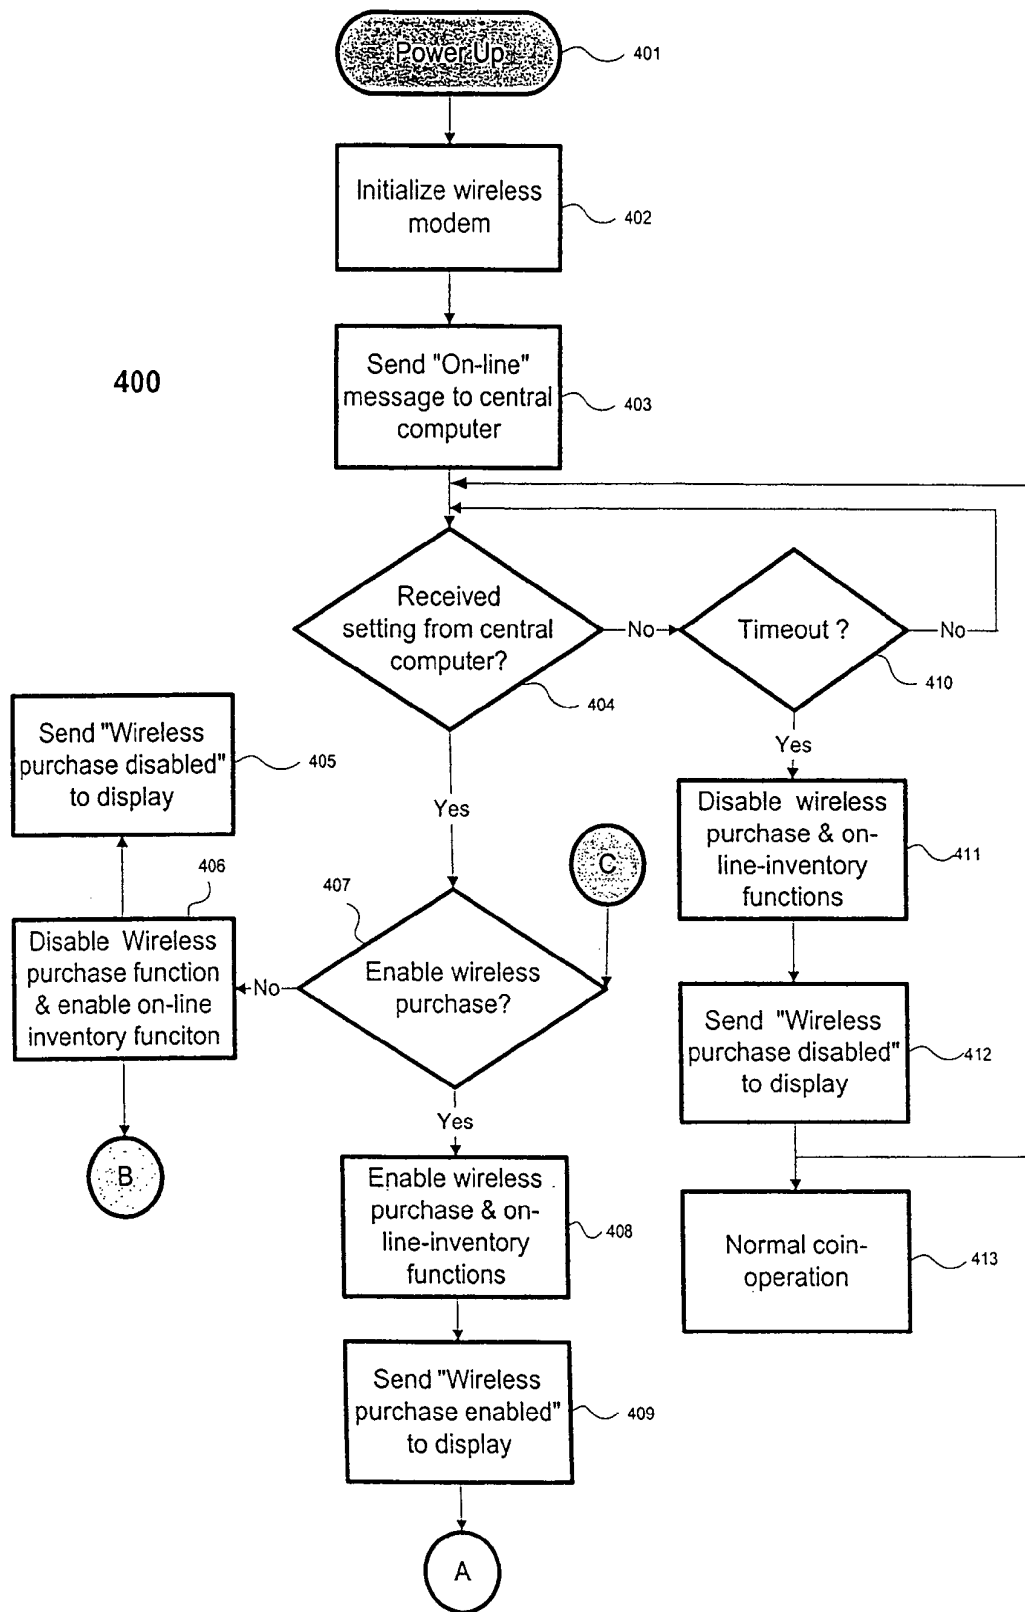 Power Up
401
Initialize wireless
modem
402
Send "On-line"
message to central
computer
403
400
Received
setting from central
computer?
404
No
Timeout ?
410
No
Yes
Yes
Send "Wireless
purchase disabled"
to display
405
406
Disable Wireless
purchase function
& enable on-line
inventory funciton
No
407
Enable wireless
purchase?
C
Disable wireless
purchase & on-
line-inventory
functions
411
Send "Wireless
purchase disabled"
to display
412
B
Yes
Enable wireless
purchase & on-
line-inventory
functions
408
Normal coin-
operation
413
Send "Wireless
purchase enabled"
to display
409
A